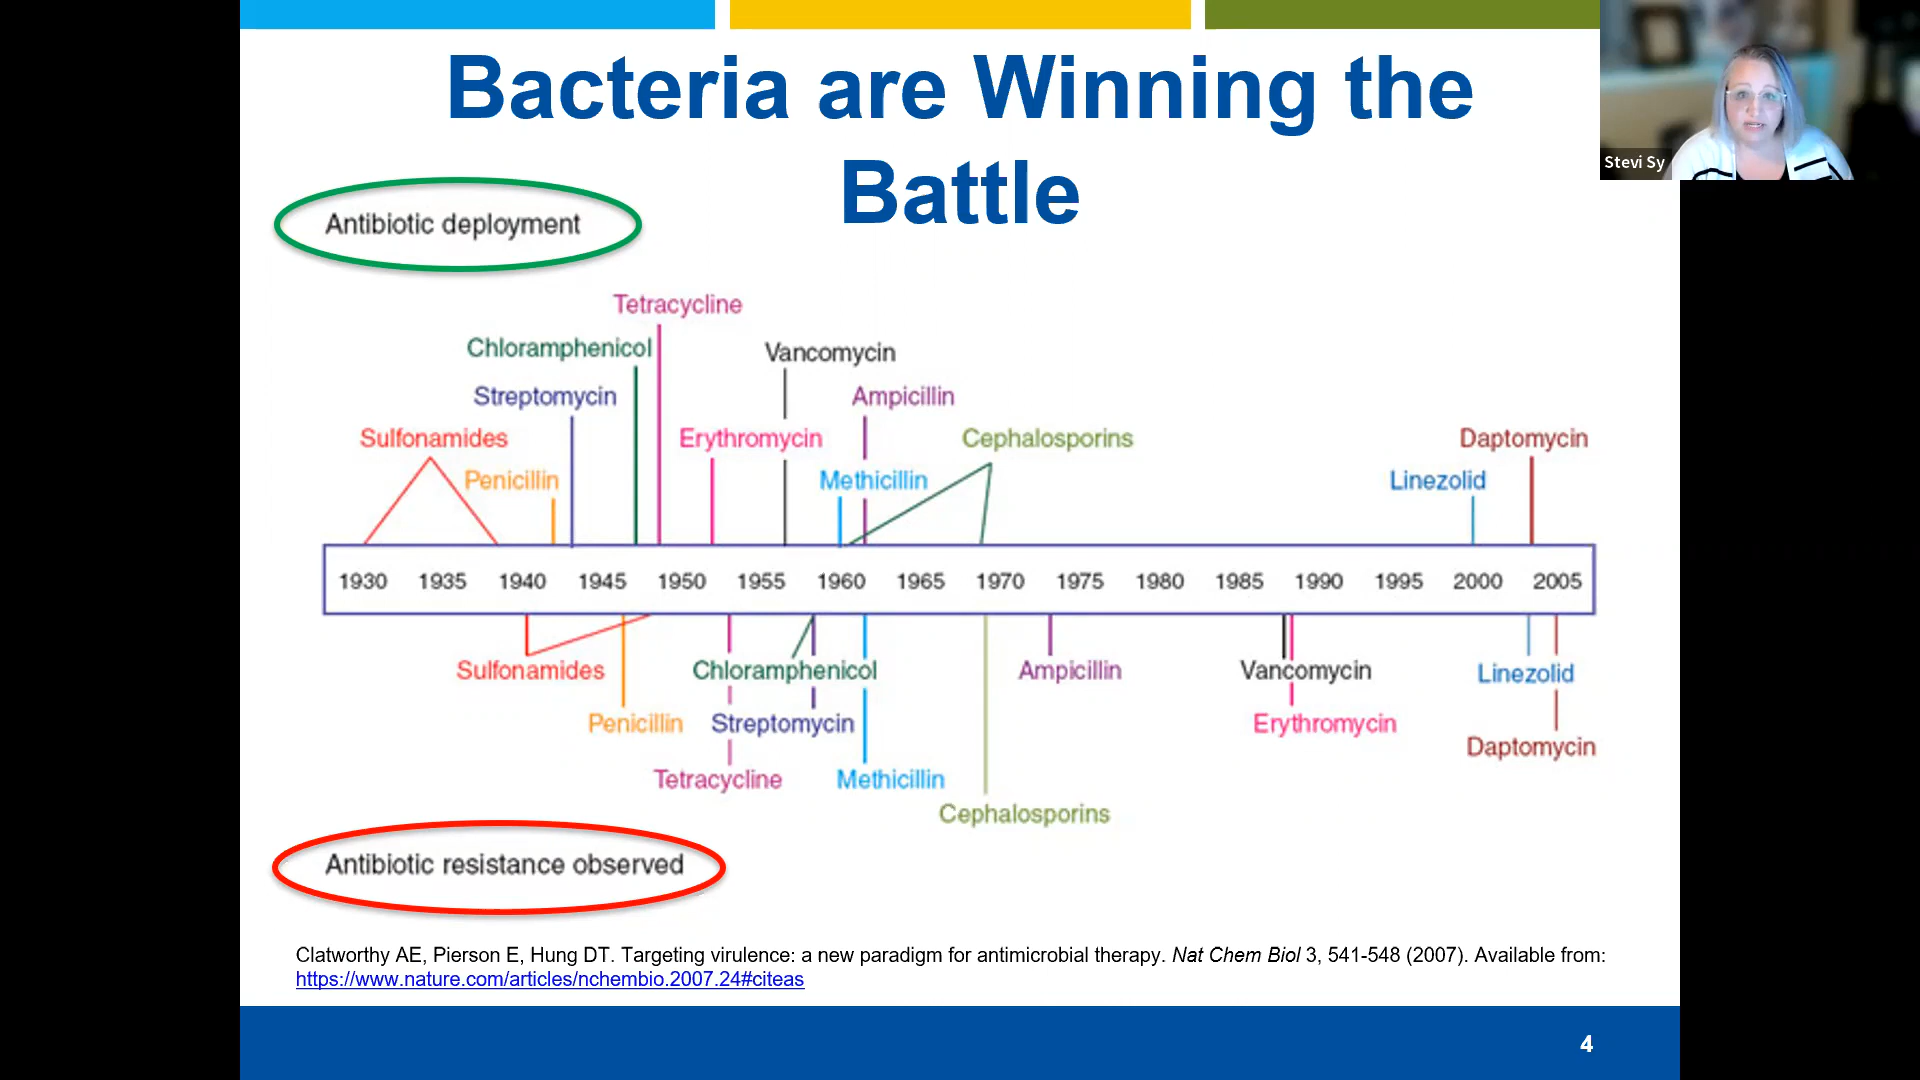 Bacteria are Winning the
Battle
Stevi Sy
Antibiotic deployment
Tetracycline
Chloramphenicol
Vancomycin
Streptomycin
Ampicillin
Sulfonamides
Erythromycin
Cephalosporins
Daptomycin
Penicillin
Methicillin
Linezolid
1930 1935 1940 1945 1950 1955 1960 1965 1970 1975 1980 1985 1990 1995 2000 2005
Sulfonamides
Chloramphenicol
Ampicillin
Vancomycin
Linezolid
Penicillin
Streptomycin
Erythromycin
Daptomycin
Tetracycline
Methicillin
Cephalosporins
Antibiotic resistance observed
Clatworthy AE, Pierson E, Hung DT. Targeting virulence: a new paradigm for antimicrobial therapy. Nat Chem Biol 3, 541-548 (2007). Available from:
https://www.nature.com/articles/nchembio.2007.24#citeas
4